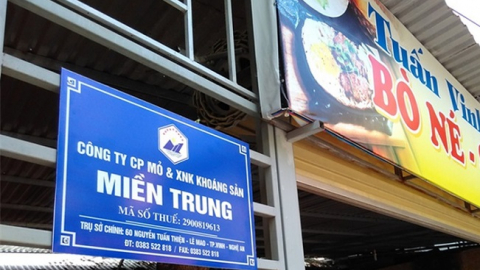 CÔNG TY CP MỎ & XNK KHOÁNG SẢN
MIỀN TRUNG
MÃ SỐ THUẾ: 2900819613
TRỤ SỞ CHÍNH: 60 NGUYỄN TUẤN THIỆN - LÊ MAO - TP.VINH - NGHỆ AN
ĐT: 0383 522 818 / FAX: 0383 522 818
Tuấn Vinh
BÒ NÉ -